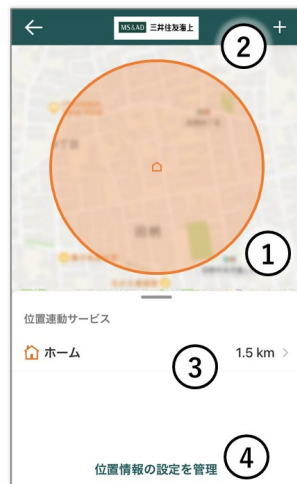 ← MS&AD 三井住友海上 +
②
①
位置連動サービス
ホーム 1.5 km >
③
位置情報の設定を管理 ④